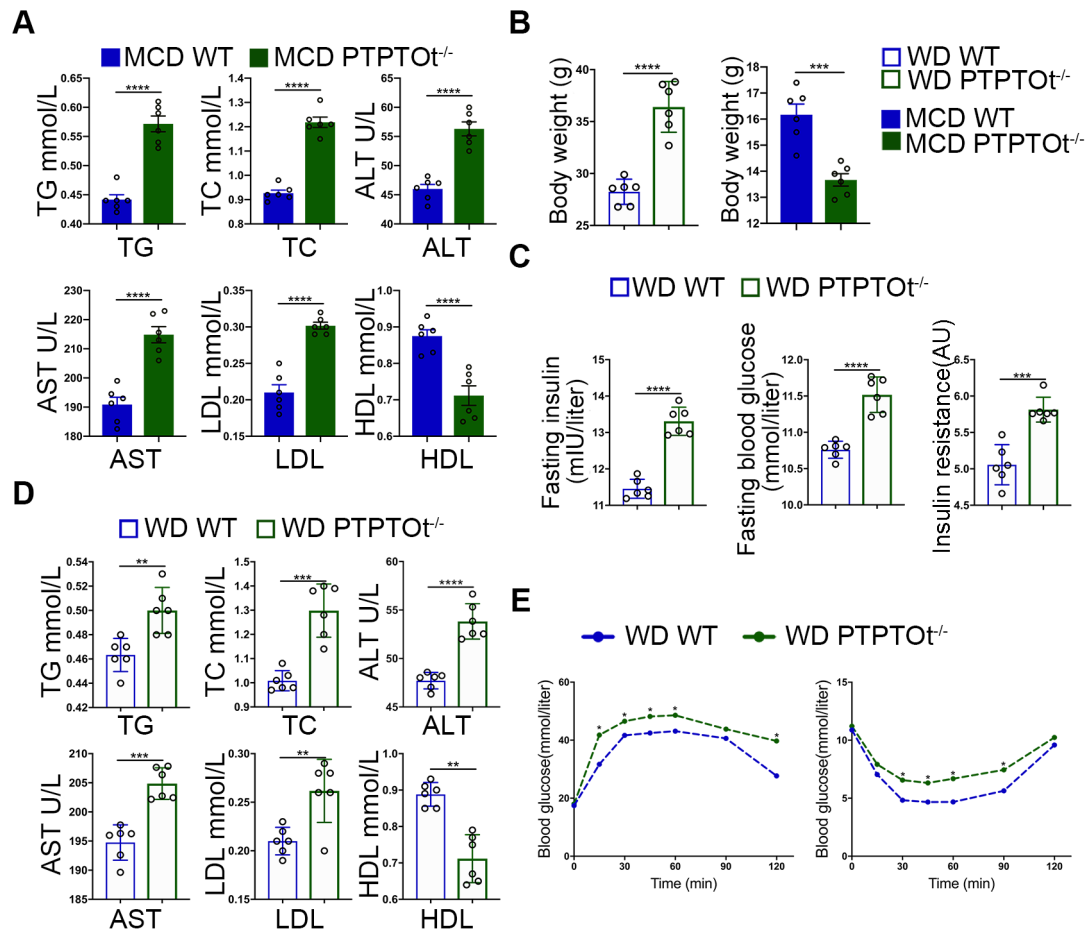 A
MCD WT MCD PTPTOt-/-
TG mmol/L
0.65
0.60
0.55
0.50
0.45
0.40
****
TG
TC mmol/L
1.4
1.3
1.2
1.1
1.0
0.9
0.8
****
TC
ALT U/L
65
60
55
50
45
40
****
ALT
AST U/L
230
220
210
200
190
180
****
AST
LDL mmol/L
0.35
0.30
0.25
0.20
0.15
****
LDL
HDL mmol/L
1.0
0.9
0.8
0.7
0.6
****
HDL
B
Body weight (g)
40
35
30
25
****
Body weight (g)
18
17
16
15
14
13
12
***
WD WT
WD PTPTOt-/-
MCD WT
MCD PTPTOt-/-
C
WD WT WD PTPTOt-/-
Fasting insulin
(mIU/liter)
15
14
13
12
11
****
Fasting blood glucose
(mmol/liter)
12.0
11.5
11.0
10.5
10.0
****
Insulin resistance(AU)
6.5
6.0
5.5
5.0
4.5
***
D
WD WT WD PTPTOt-/-
TG mmol/L
0.54
0.52
0.50
0.48
0.46
0.44
0.42
**
TG
TC mmol/L
1.5
1.4
1.3
1.2
1.1
1.0
0.9
***
TC
ALT U/L
60
55
50
45
****
ALT
AST U/L
210
205
200
195
190
185
***
AST
LDL mmol/L
0.30
0.25
0.20
0.15
**
LDL
HDL mmol/L
1.0
0.9
0.8
0.7
0.6
**
HDL
E
WD WT WD PTPTOt-/-
Blood glucose(mmol/liter)
60
40
20
0
* * * * *
0 30 60 90 120
Time (min)
Blood glucose(mmol/liter)
15
10
5
0
* * * *
0 30 60 90 120
Time (min)